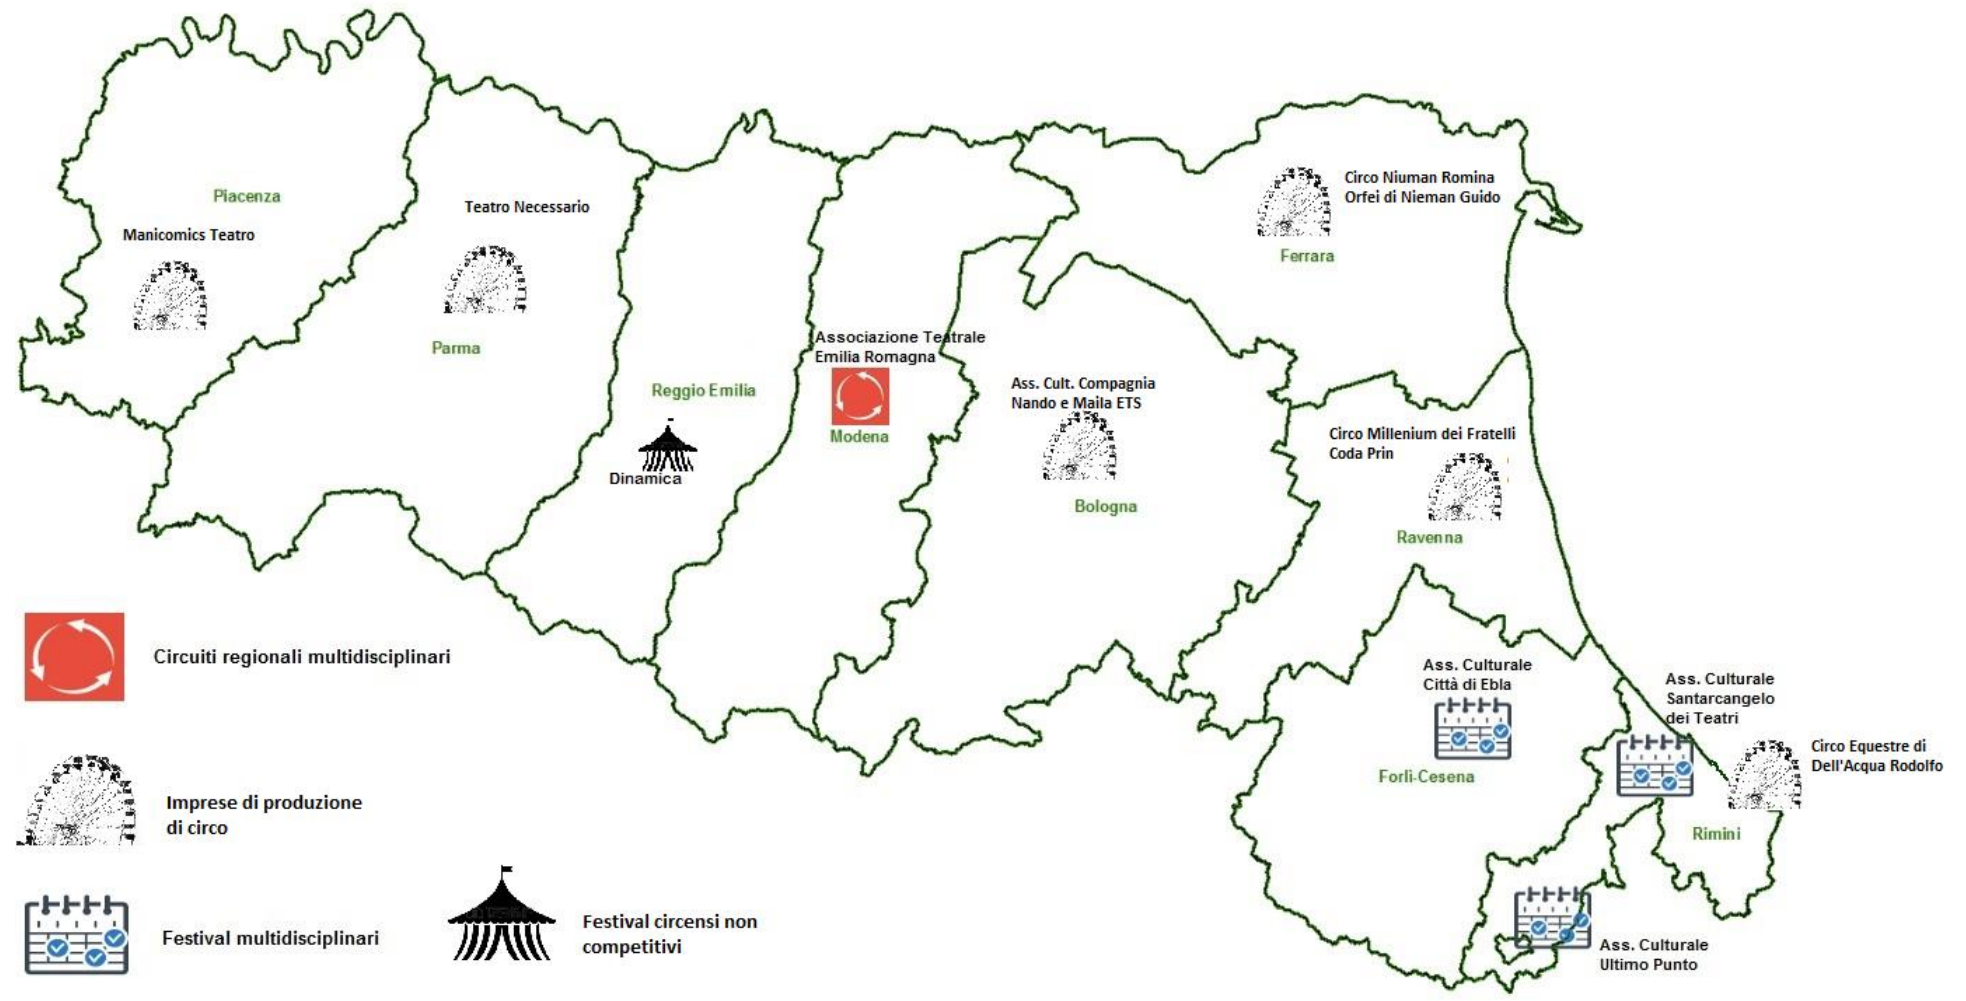 Piacenza
Manicomics Teatro
Teatro Necessario
Parma
Reggio Emilia
Dinamica
Associazione Teatrale
Emilia Romagna
Modena
Ass. Cult. Compagnia
Nando e Maila ETS
Bologna
Circo Niuman Romina
Orfei di Nieman Guido
Ferrara
Circo Millenium dei Fratelli
Coda Prin
Ravenna
Ass. Culturale
Città di Ebla
Forlì-Cesena
Ass. Culturale
Santarcangelo
dei Teatri
Circo Equestre di
Dell'Acqua Rodolfo
Rimini
Ass. Culturale
Ultimo Punto
Circuiti regionali multidisciplinari
Imprese di produzione
di circo
Festival multidisciplinari
Festival circensi non
competitivi